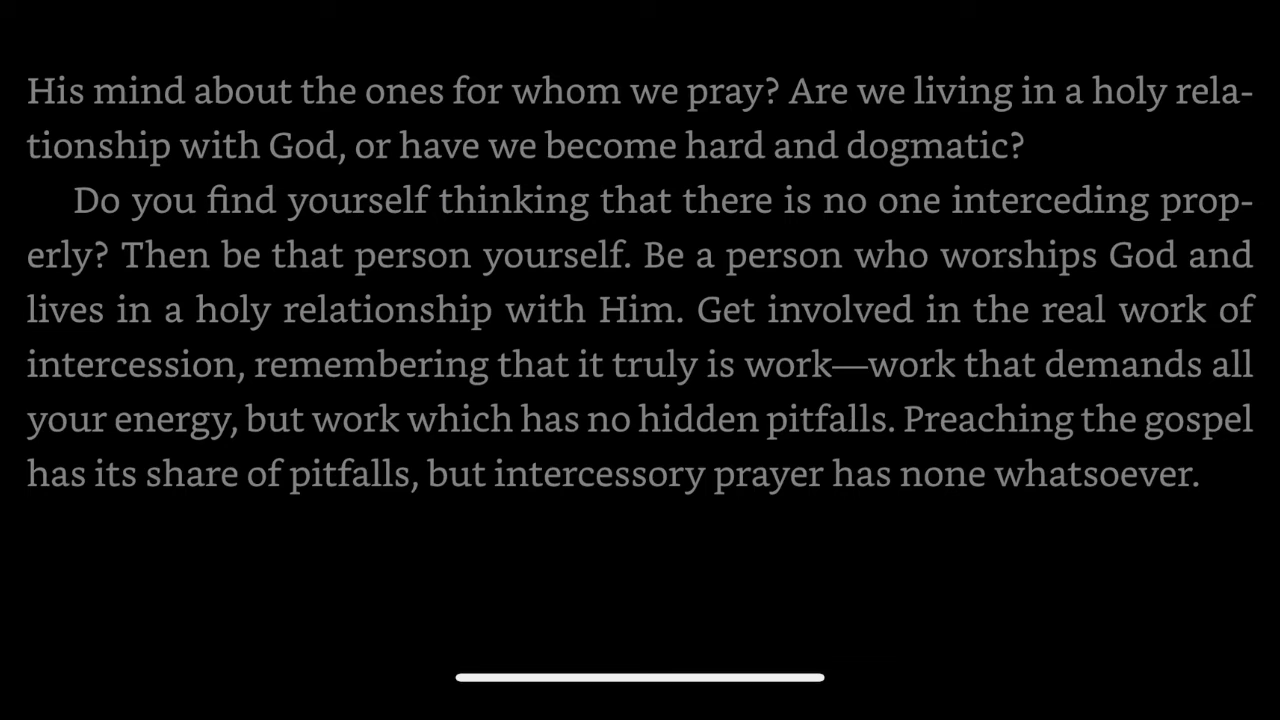 His mind about the ones for whom we pray? Are we living in a holy rela-
tionship with God, or have we become hard and dogmatic?
Do you find yourself thinking that there is no one interceding prop-
erly? Then be that person yourself. Be a person who worships God and
lives in a holy relationship with Him. Get involved in the real work of
intercession, remembering that it truly is work—work that demands all
your energy, but work which has no hidden pitfalls. Preaching the gospel
has its share of pitfalls, but intercessory prayer has none whatsoever.